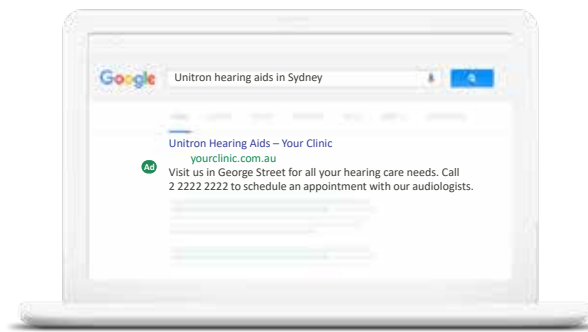 Google
Unitron hearing aids in Sydney
Unitron Hearing Aids – Your Clinic
yourclinic.com.au
Ad
Visit us in George Street for all your hearing care needs. Call
2 2222 2222 to schedule an appointment with our audiologists.